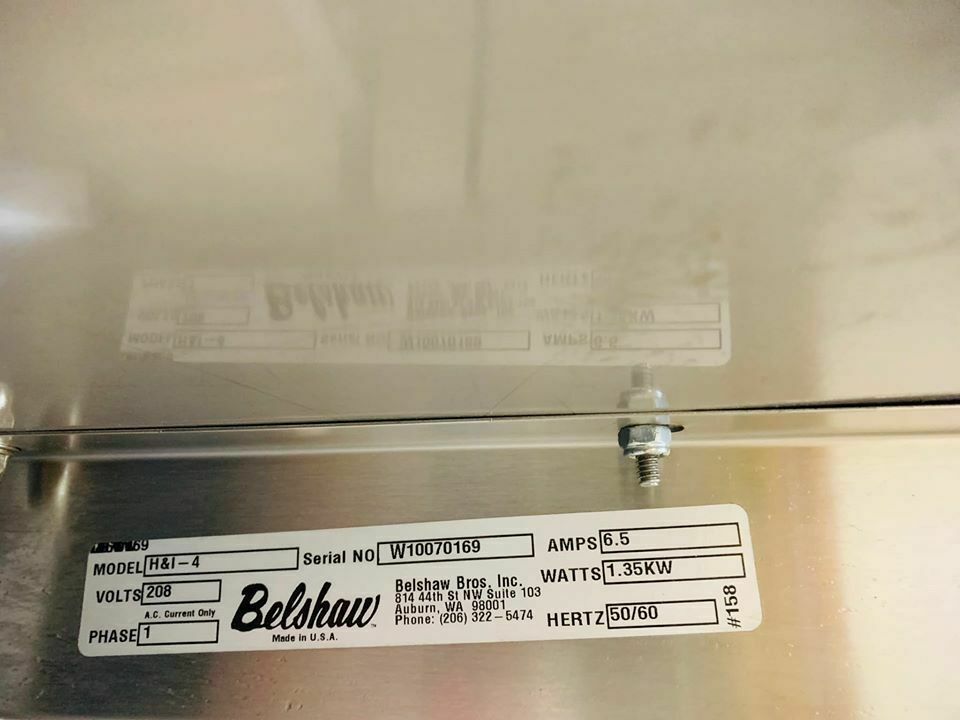 MODEL H&I-4
Serial NO W10070169
AMPS 6.5
VOLTS 208
A.C. Current Only
PHASE 1
Belshaw™
Made in U.S.A.
Belshaw Bros. Inc.
814 44th St NW Suite 103
Auburn, WA 98001
Phone: (206) 322-5474
WATTS 1.35KW
HERTZ 50/60
#158